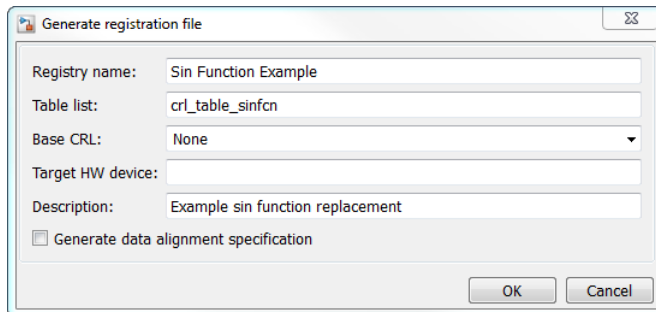 Generate registration file
Registry name: Sin Function Example
Table list: crl_table_sinfcn
Base CRL: None
Target HW device:
Description: Example sin function replacement
Generate data alignment specification
OK Cancel